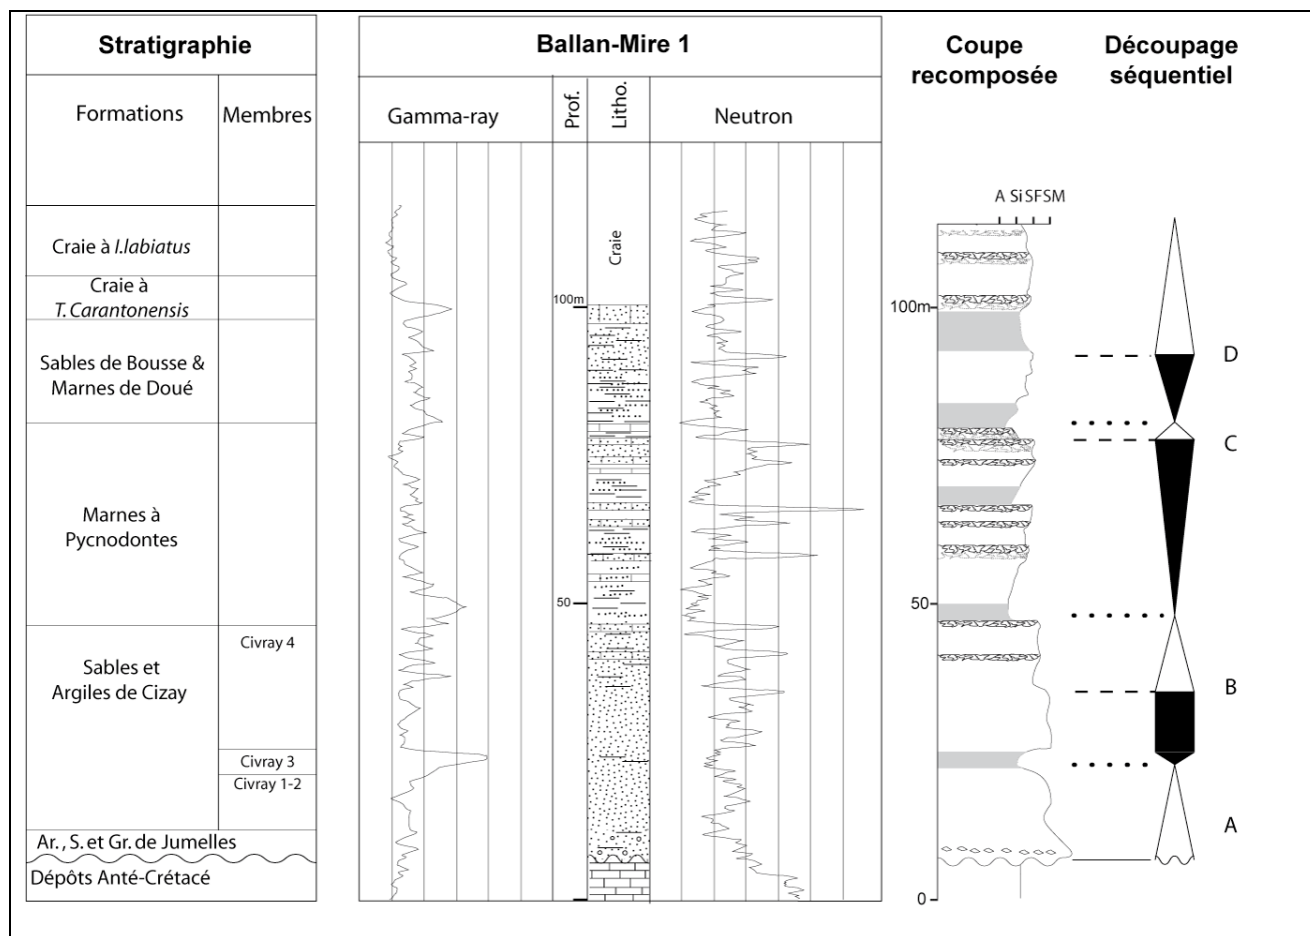 Stratigraphie
Formations
Membres
Craie à I.labiatus
Craie à
T. Carantonensis
Sables de Bousse &
Marnes de Doué
Marnes à
Pycnodontes
Civray 4
Sables et
Argiles de Cizay
Civray 3
Civray 1-2
Ar., S. et Gr. de Jumelles
Dépôts Anté-Crétacé
Ballan-Mire 1
Gamma-ray
Prof.
Litho.
Neutron
Craie
100m
50
Coupe
recomposée
A Si SF SM
100m
50
0
Découpage
séquentiel
D
C
B
A